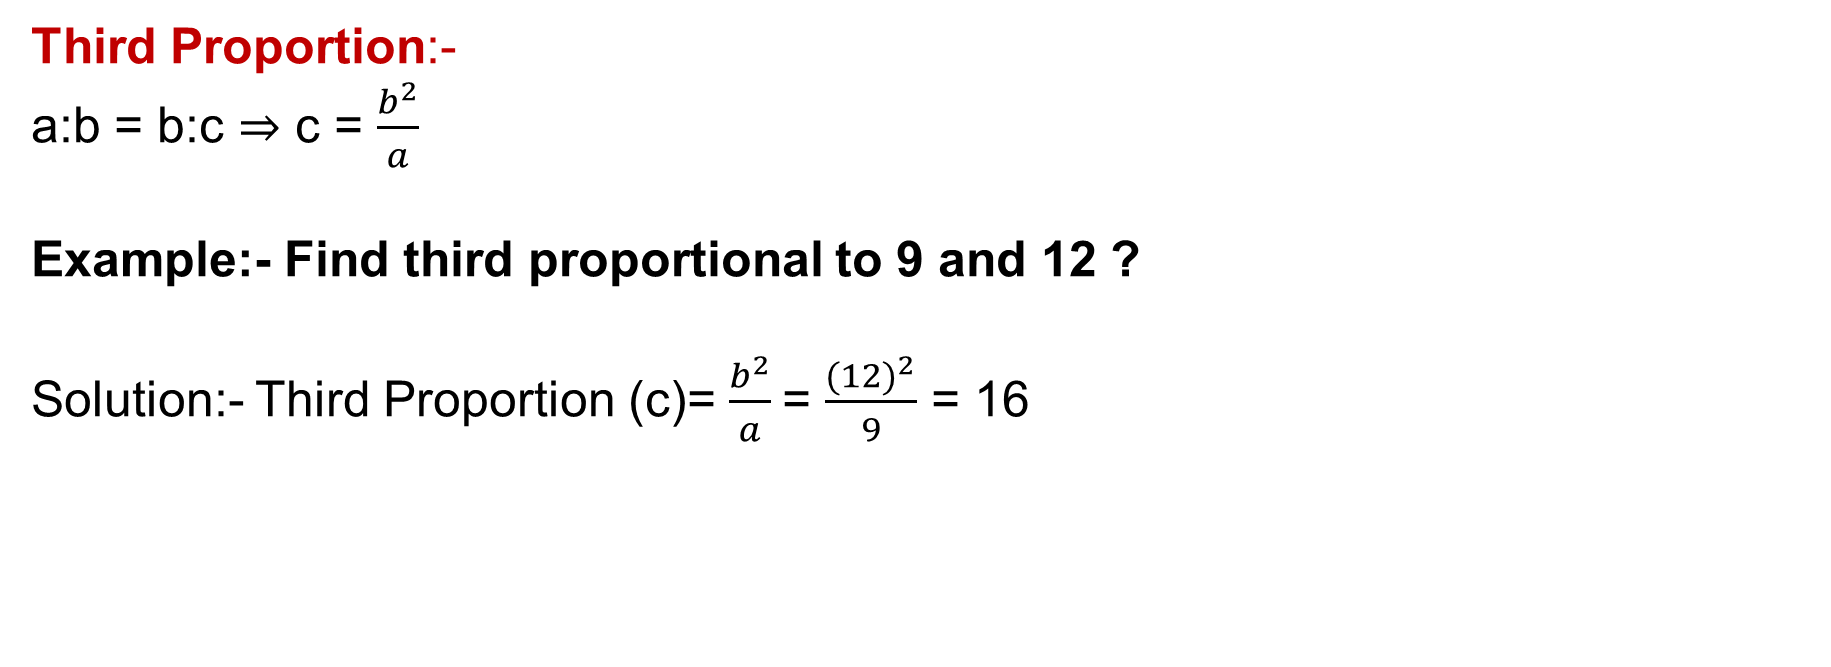 Third Proportion:-
a:b = b:c ⇒ c = b²/a
Example:- Find third proportional to 9 and 12 ?
Solution:- Third Proportion (c)= b²/a = (12)²/9 = 16